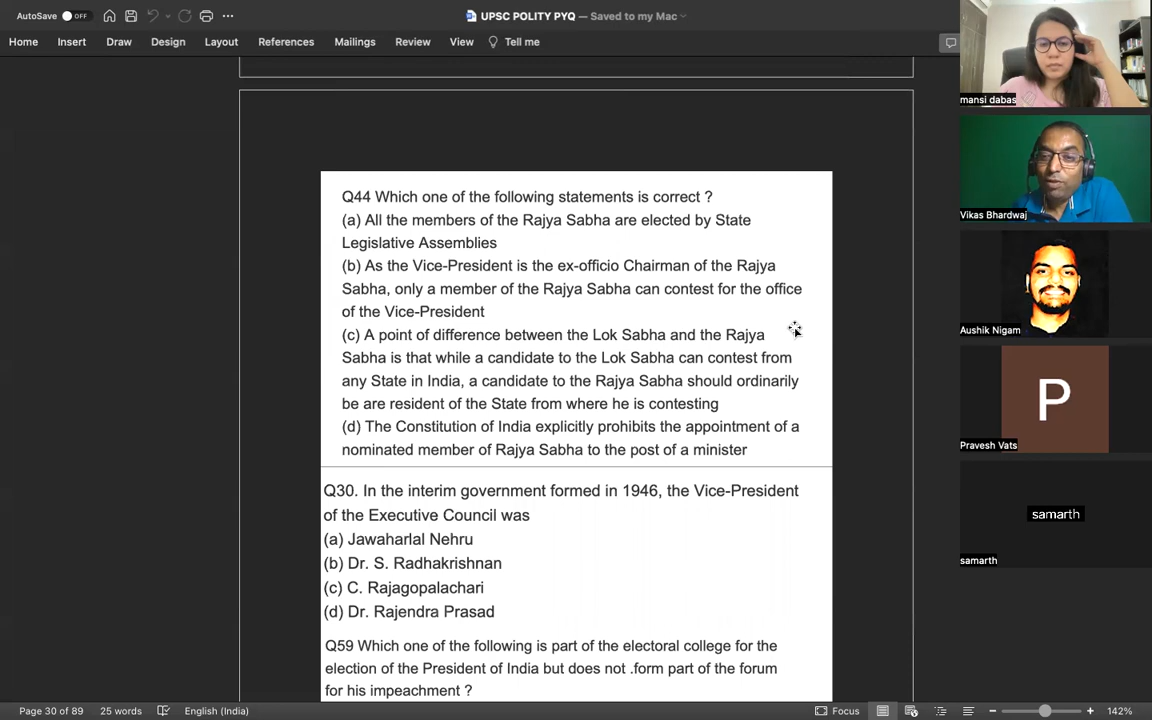 AutoSave OFF UPSC POLITY PYQ — Saved to my Mac
Home Insert Draw Design Layout References Mailings Review View Tell me
Q44 Which one of the following statements is correct ?
(a) All the members of the Rajya Sabha are elected by State
Legislative Assemblies
(b) As the Vice-President is the ex-officio Chairman of the Rajya
Sabha, only a member of the Rajya Sabha can contest for the office
of the Vice-President
(c) A point of difference between the Lok Sabha and the Rajya
Sabha is that while a candidate to the Lok Sabha can contest from
any State in India, a candidate to the Rajya Sabha should ordinarily
be are resident of the State from where he is contesting
(d) The Constitution of India explicitly prohibits the appointment of a
nominated member of Rajya Sabha to the post of a minister
Q30. In the interim government formed in 1946, the Vice-President
of the Executive Council was
(a) Jawaharlal Nehru
(b) Dr. S. Radhakrishnan
(c) C. Rajagopalachari
(d) Dr. Rajendra Prasad
Q59 Which one of the following is part of the electoral college for the
election of the President of India but does not .form part of the forum
for his impeachment ?
mansi dabas
Vikas Bhardwaj
Aushik Nigam
P
Pravesh Vats
samarth
samarth
Page 30 of 89 25 words English (India) Focus 142%